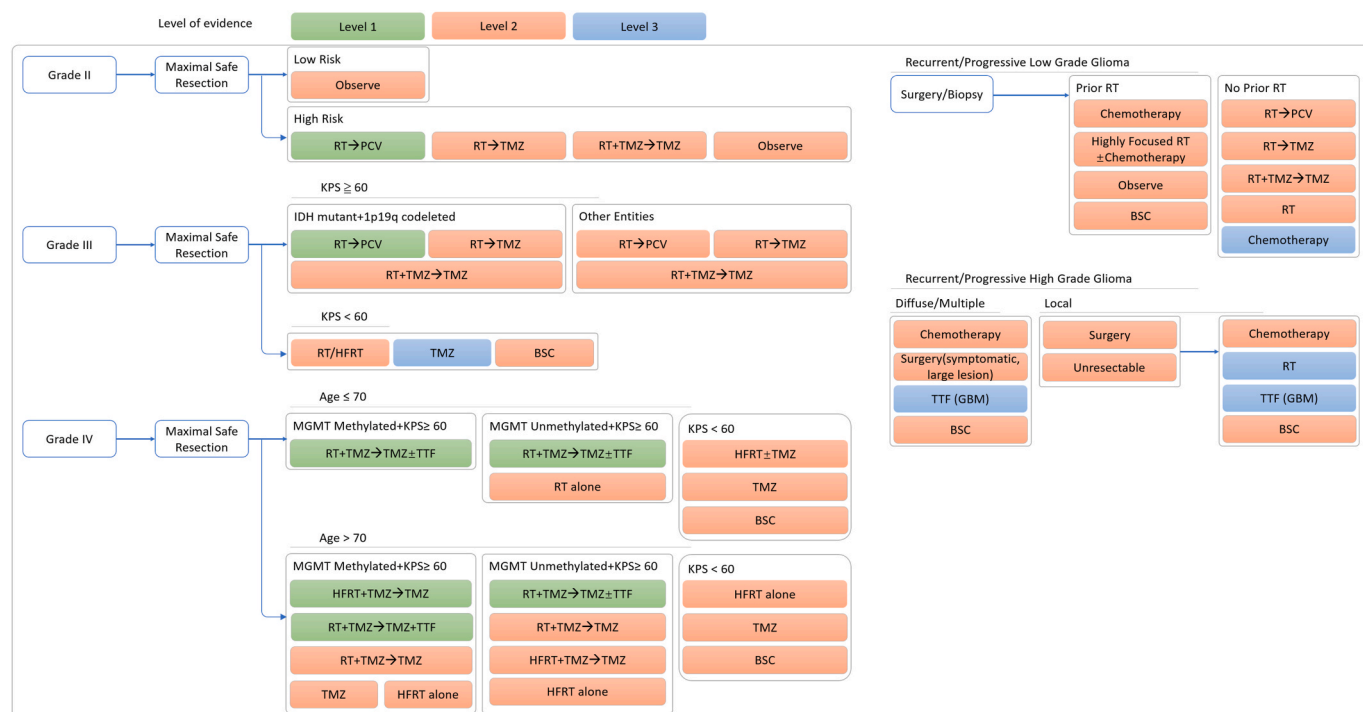 Level of evidence
Level 1
Level 2
Level 3
Grade II
Maximal Safe
Resection
Low Risk
Observe
High Risk
RT→PCV
RT→TMZ
RT+TMZ→TMZ
Observe
KPS ≧ 60
Grade III
Maximal Safe
Resection
IDH mutant+1p19q codeleted
RT→PCV
RT→TMZ
RT+TMZ→TMZ
Other Entities
RT→PCV
RT→TMZ
RT+TMZ→TMZ
KPS < 60
RT/HFRT
TMZ
BSC
Age ≤ 70
Grade IV
Maximal Safe
Resection
MGMT Methylated+KPS≥ 60
RT+TMZ→TMZ±TTF
MGMT Unmethylated+KPS≥ 60
RT+TMZ→TMZ±TTF
RT alone
KPS < 60
HFRT±TMZ
TMZ
BSC
Age > 70
MGMT Methylated+KPS≥ 60
HFRT+TMZ→TMZ
RT+TMZ→TMZ+TTF
RT+TMZ→TMZ
TMZ
HFRT alone
MGMT Unmethylated+KPS≥ 60
RT+TMZ→TMZ±TTF
RT+TMZ→TMZ
HFRT+TMZ→TMZ
HFRT alone
KPS < 60
HFRT alone
TMZ
BSC
Recurrent/Progressive Low Grade Glioma
Surgery/Biopsy
Prior RT
Chemotherapy
Highly Focused RT
±Chemotherapy
Observe
BSC
No Prior RT
RT→PCV
RT→TMZ
RT+TMZ→TMZ
RT
Chemotherapy
Recurrent/Progressive High Grade Glioma
Diffuse/Multiple
Chemotherapy
Surgery(symptomatic,
large lesion)
TTF (GBM)
BSC
Local
Surgery
Unresectable
Chemotherapy
RT
TTF (GBM)
BSC